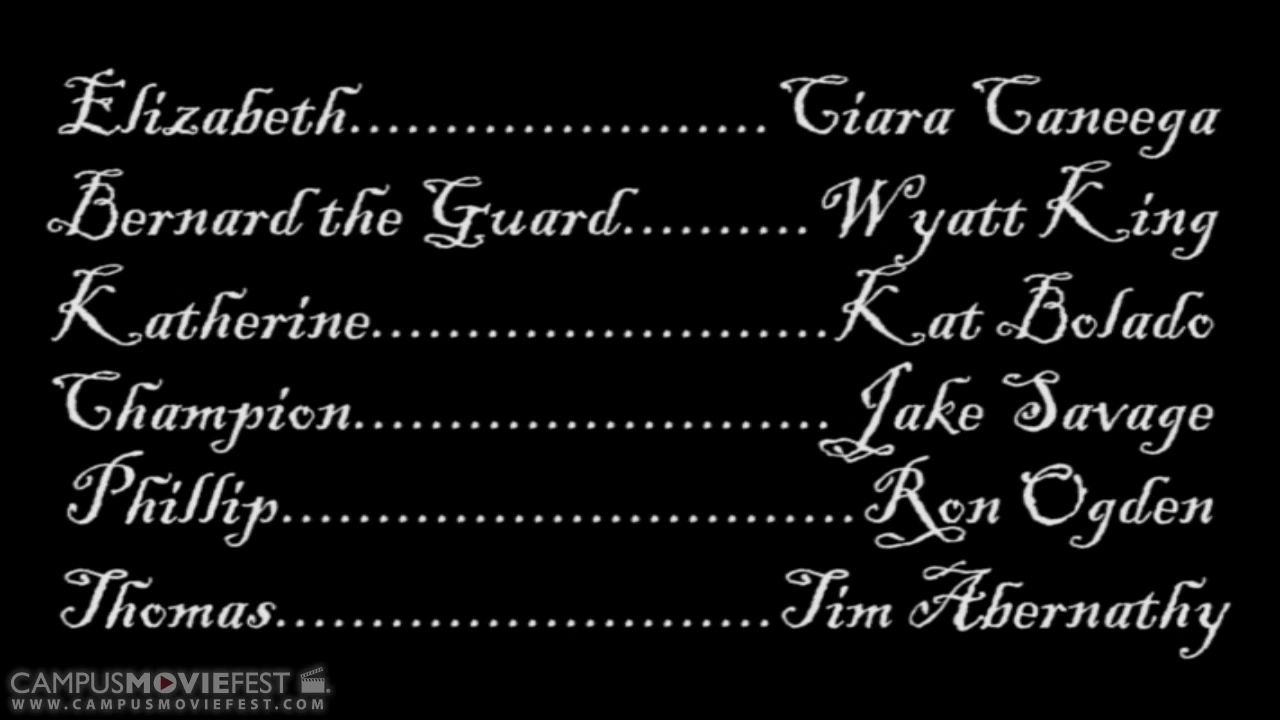 Elizabeth...................... Ciara Caneega
Bernard the Guard.......... Wyatt King
Katherine........................Kat Bolado
Champion......................... Jake Savage
Phillip..............................Ron Ogden
Thomas.......................... Tim Abernathy
CAMPUSMOVIEFEST
WWW.CAMPUSMOVIEFEST.COM